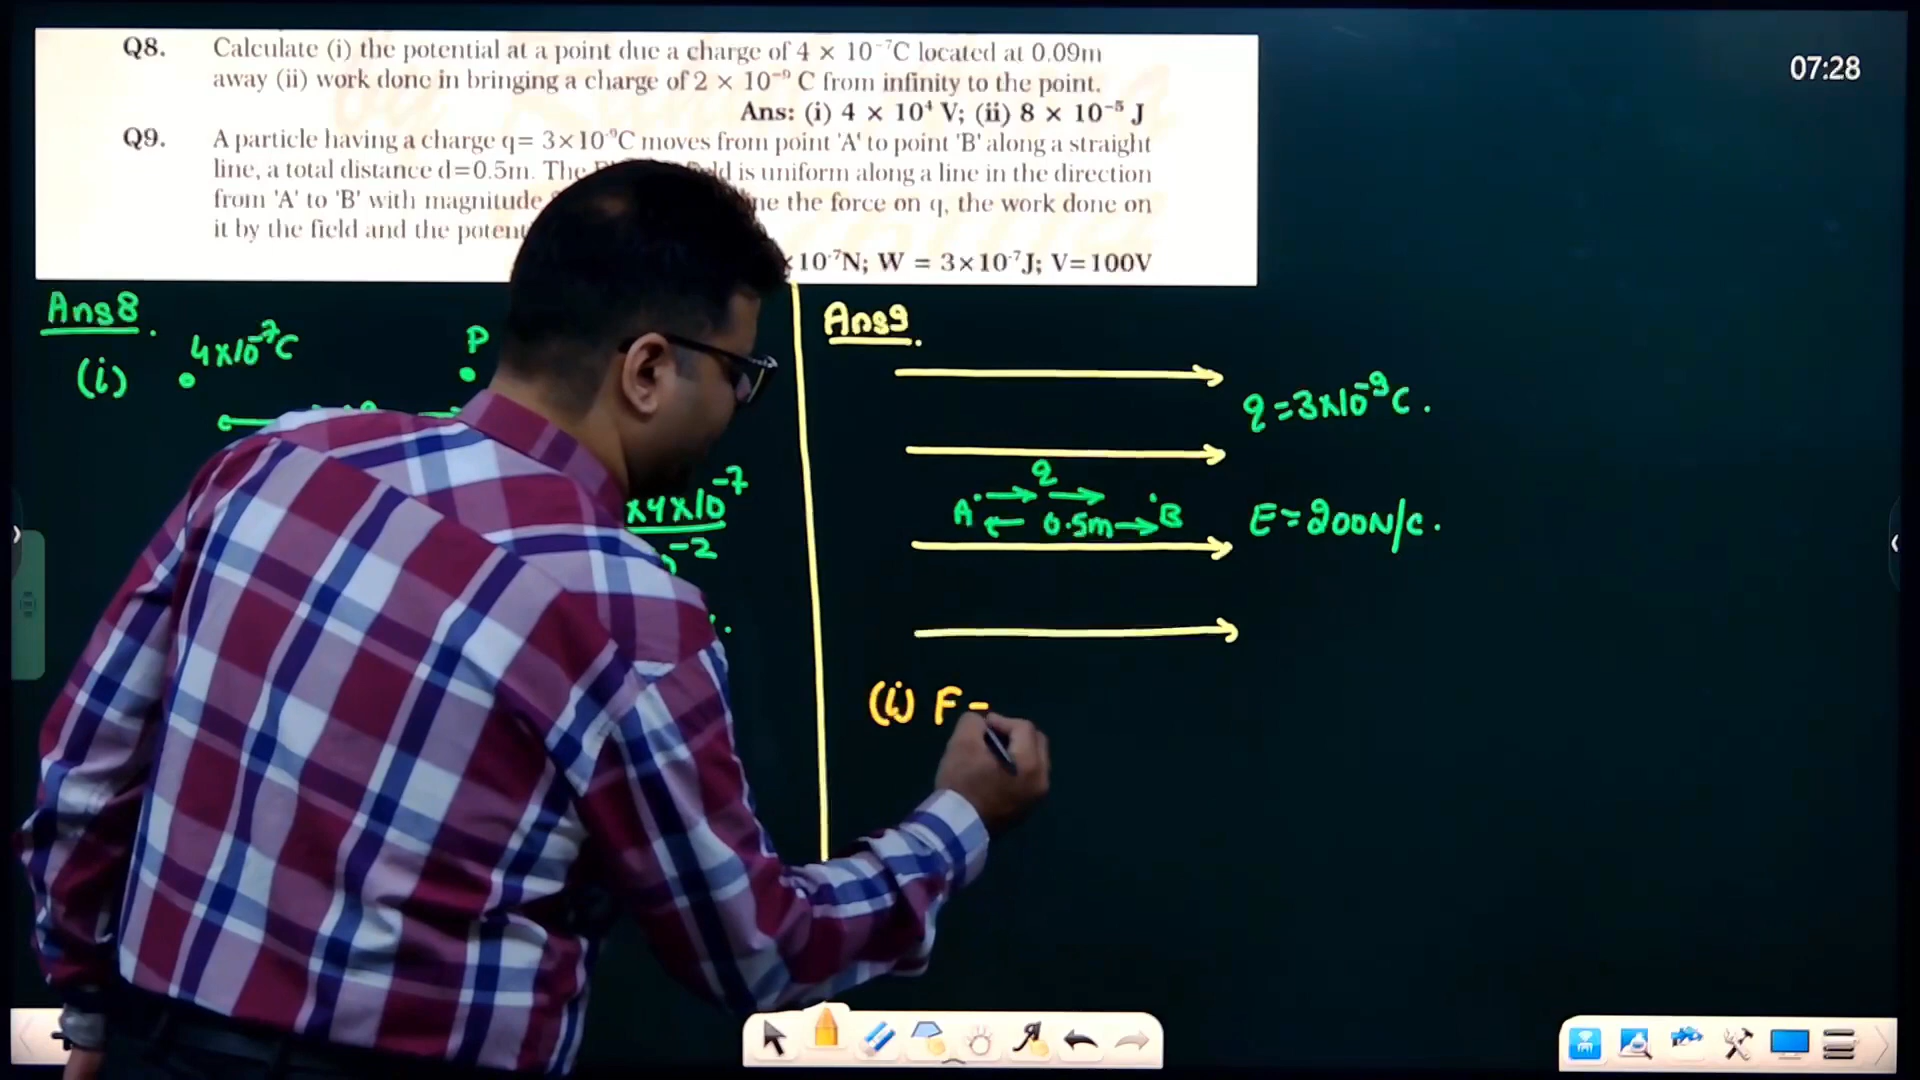 Q8. Calculate (i) the potential at a point due a charge of 4 × 10⁻⁷C located at 0.09m
away (ii) work done in bringing a charge of 2 × 10⁻⁹ C from infinity to the point.
Ans: (i) 4 × 10⁴ V; (ii) 8 × 10⁻⁵ J
Q9. A particle having a charge q= 3×10⁻⁹C moves from point 'A' to point 'B' along a straight
line, a total distance d=0.5m. The is uniform along a line in the direction
from 'A' to 'B' with magnitude the force on q, the work done on
it by the field and the
×10⁻⁷N; W = 3×10⁻⁷J; V=100V
07:28
Ans8.
(i) 4×10⁻⁷C P
×4×10⁻⁷
⁻²
Ans9.
q=3×10⁻⁹C.
q
A 0.5m B
E=200N/C.
(i) F=